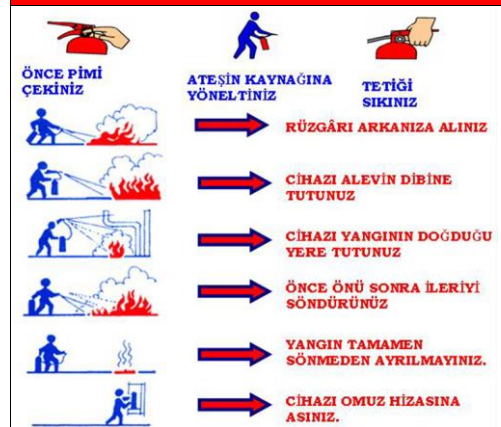 ÖNCE PİMİ
ÇEKİNİZ
ATEŞİN KAYNAĞINA
YÖNELTİNİZ
TETİĞİ
SIKINIZ
RÜZGÂRI ARKANIZA ALINIZ
CİHAZI ALEVİN DİBİNE
TUTUNUZ
CİHAZI YANGININ DOĞDUĞU
YERE TUTUNUZ
ÖNCE ÖNÜ SONRA İLERİYİ
SÖNDÜRÜNÜZ
YANGIN TAMAMEN
SÖNMEDEN AYRILMAYINIZ.
CİHAZI OMUZ HİZASINA
ASINIZ.